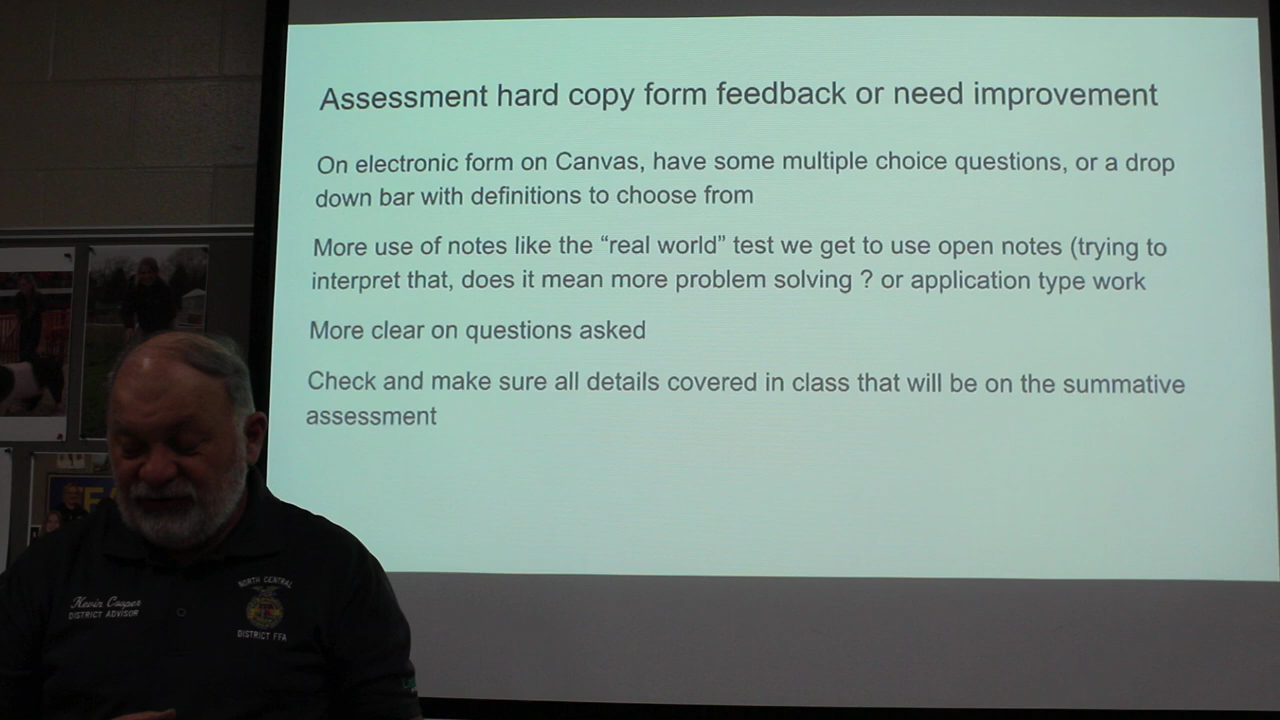 Assessment hard copy form feedback or need improvement
On electronic form on Canvas, have some multiple choice questions, or a drop
down bar with definitions to choose from
More use of notes like the “real world” test we get to use open notes (trying to
interpret that, does it mean more problem solving ? or application type work
More clear on questions asked
Check and make sure all details covered in class that will be on the summative
assessment
Kevin Cooper
DISTRICT ADVISOR
NORTH CENTRAL
DISTRICT FFA